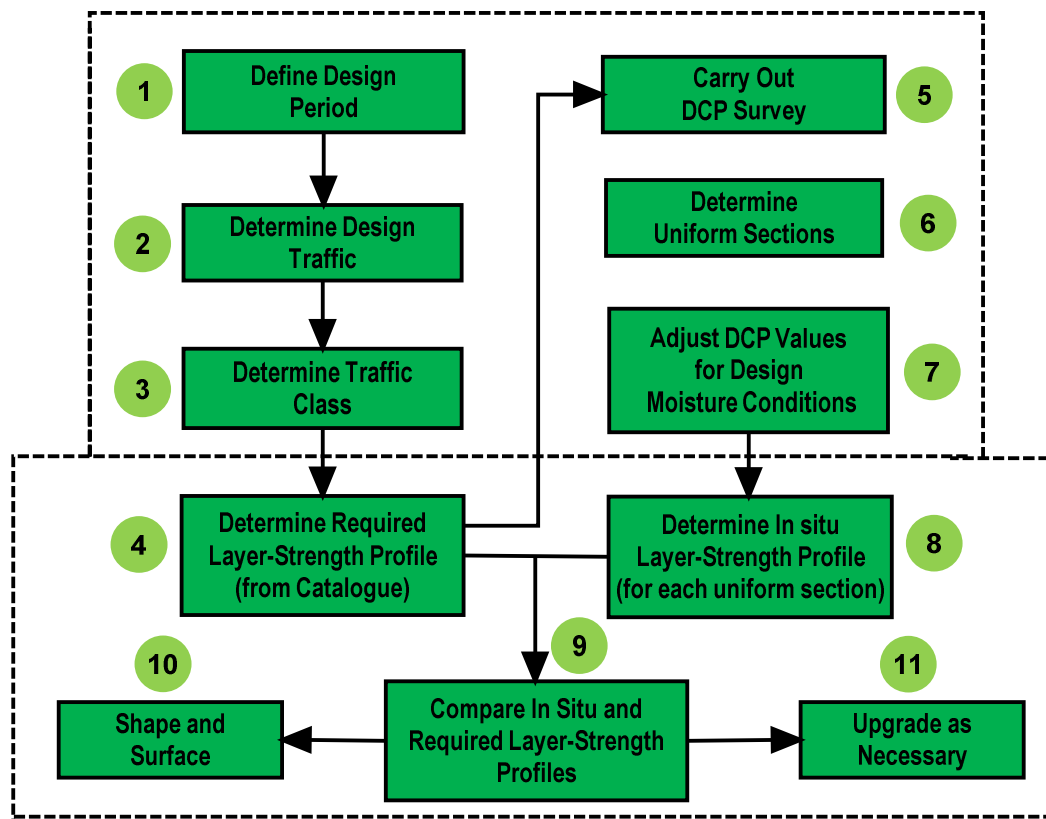 1
Define Design
Period
2
Determine Design
Traffic
3
Determine Traffic
Class
4
Determine Required
Layer-Strength Profile
(from Catalogue)
Carry Out
DCP Survey
5
Determine
Uniform Sections
6
Adjust DCP Values
for Design
Moisture Conditions
7
Determine In situ
Layer-Strength Profile
(for each uniform section)
8
9
Compare In Situ and
Required Layer-Strength
Profiles
10
Shape and
Surface
11
Upgrade as
Necessary